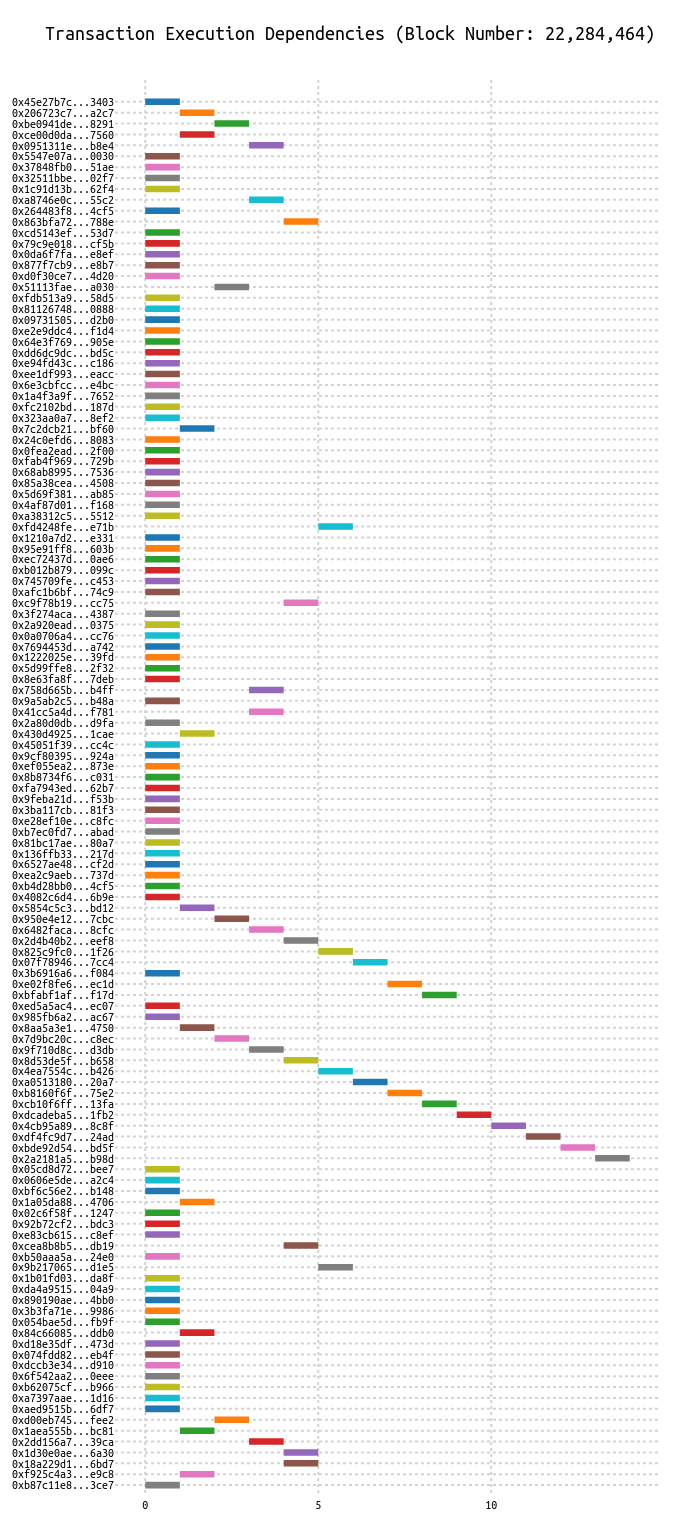 Transaction Execution Dependencies (Block Number: 22,284,464)
0x45e27b7c...3403
0x206723c7...a2c7
0xbe0941de...8291
0xce00d0da...7560
0x0951311e...b8e4
0x5547e07a...0030
0x37848fb0...51ae
0x32511bbe...02f7
0x1c91d13b...62f4
0xa8746e0c...55c2
0x264483f8...4cf5
0x863bfa72...788e
0xcd5143ef...53d7
0x79c9e018...cf5b
0x0da6f7fa...e8ef
0x877f7cb9...e8b7
0xd0f30ce7...4d20
0x51113fae...a030
0xfdb513a9...58d5
0x81126748...0888
0x09731505...d2b0
0xe2e9ddc4...f1d4
0x64e3f769...905e
0xdd6dc9dc...bd5c
0xe94fd43c...c186
0xee1df993...eacc
0x6e3cbfcc...e4bc
0x1a4f3a9f...7652
0xfc2102bd...187d
0x323aa0a7...8ef2
0x7c2dcb21...bf60
0x24c0efd6...8083
0x0fea2ead...2f00
0xfab4f969...729b
0x68ab8995...7536
0x85a38cea...4508
0x5d69f381...ab85
0x4af87d01...f168
0xa38312c5...5512
0xfd4248fe...e71b
0x1210a7d2...e331
0x95e91ff8...603b
0xec72437d...0ae6
0xb012b879...099c
0x745709fe...c453
0xafc1b6bf...74c9
0xc9f78b19...cc75
0x3f274aca...4387
0x2a920ead...0375
0x0a0706a4...cc76
0x7694453d...a742
0x1222025e...39fd
0x5d99ffe8...2f32
0x8e63fa8f...7deb
0x758d665b...b4ff
0x9a5ab2c5...b48a
0x41cc5a4d...f781
0x2a80d0db...d9fa
0x430d4925...1cae
0x45051f39...cc4c
0x9cf80395...924a
0xef055ea2...873e
0x8b8734f6...c031
0xfa7943ed...62b7
0x9feba21d...f53b
0x3ba117cb...81f3
0xe28ef10e...c8fc
0xb7ec0fd7...abad
0x81bc17ae...80a7
0x136ffb33...217d
0x6527ae48...cf2d
0xea2c9aeb...737d
0xb4d28bb0...4cf5
0x4082c6d4...6b9e
0x5854c5c3...bd12
0x950e4e12...7cbc
0x6482faca...8cfc
0x2d4b40b2...eef8
0x825c9fc0...1f26
0x07f78946...7cc4
0x3b6916a6...f084
0xe02f8fe6...ec1d
0xbfabf1af...f17d
0xed5a5ac4...ec07
0x985fb6a2...ac67
0x8aa5a3e1...4750
0x7d9bc20c...c8ec
0x9f710d8c...d3db
0x8d53de5f...b658
0x4ea7554c...b426
0xa0513180...20a7
0xb8160f6f...75e2
0xcb10f6ff...13fa
0xdcadeba5...1fb2
0x4cb95a89...8c8f
0xdf4fc9d7...24ad
0xbde92d54...bd5f
0x2a2181a5...b98d
0x05cd8d72...bee7
0x0606e5de...a2c4
0xbf6c56e2...b148
0x1a05da88...4706
0x02c6f58f...1247
0x92b72cf2...bdc3
0xe83cb615...c8ef
0xcea8b8b5...db19
0xb50aaa5a...24e0
0x9b217065...d1e5
0x1b01fd03...da8f
0xda4a9515...04a9
0x890190ae...4bb0
0x3b3fa71e...9986
0x054bae5d...fb9f
0x84c66085...ddb0
0xd18e35df...473d
0x074fdd82...eb4f
0xdccb3e34...d910
0x6f542aa2...0eee
0xb62075cf...b966
0xa7397aae...1d16
0xaed9515b...6df7
0xd00eb745...fee2
0x1aea555b...bc81
0x2dd156a7...39ca
0x1d30e0ae...6a30
0x18a229d1...6bd7
0xf925c4a3...e9c8
0xb87c11e8...3ce7
0 5 10